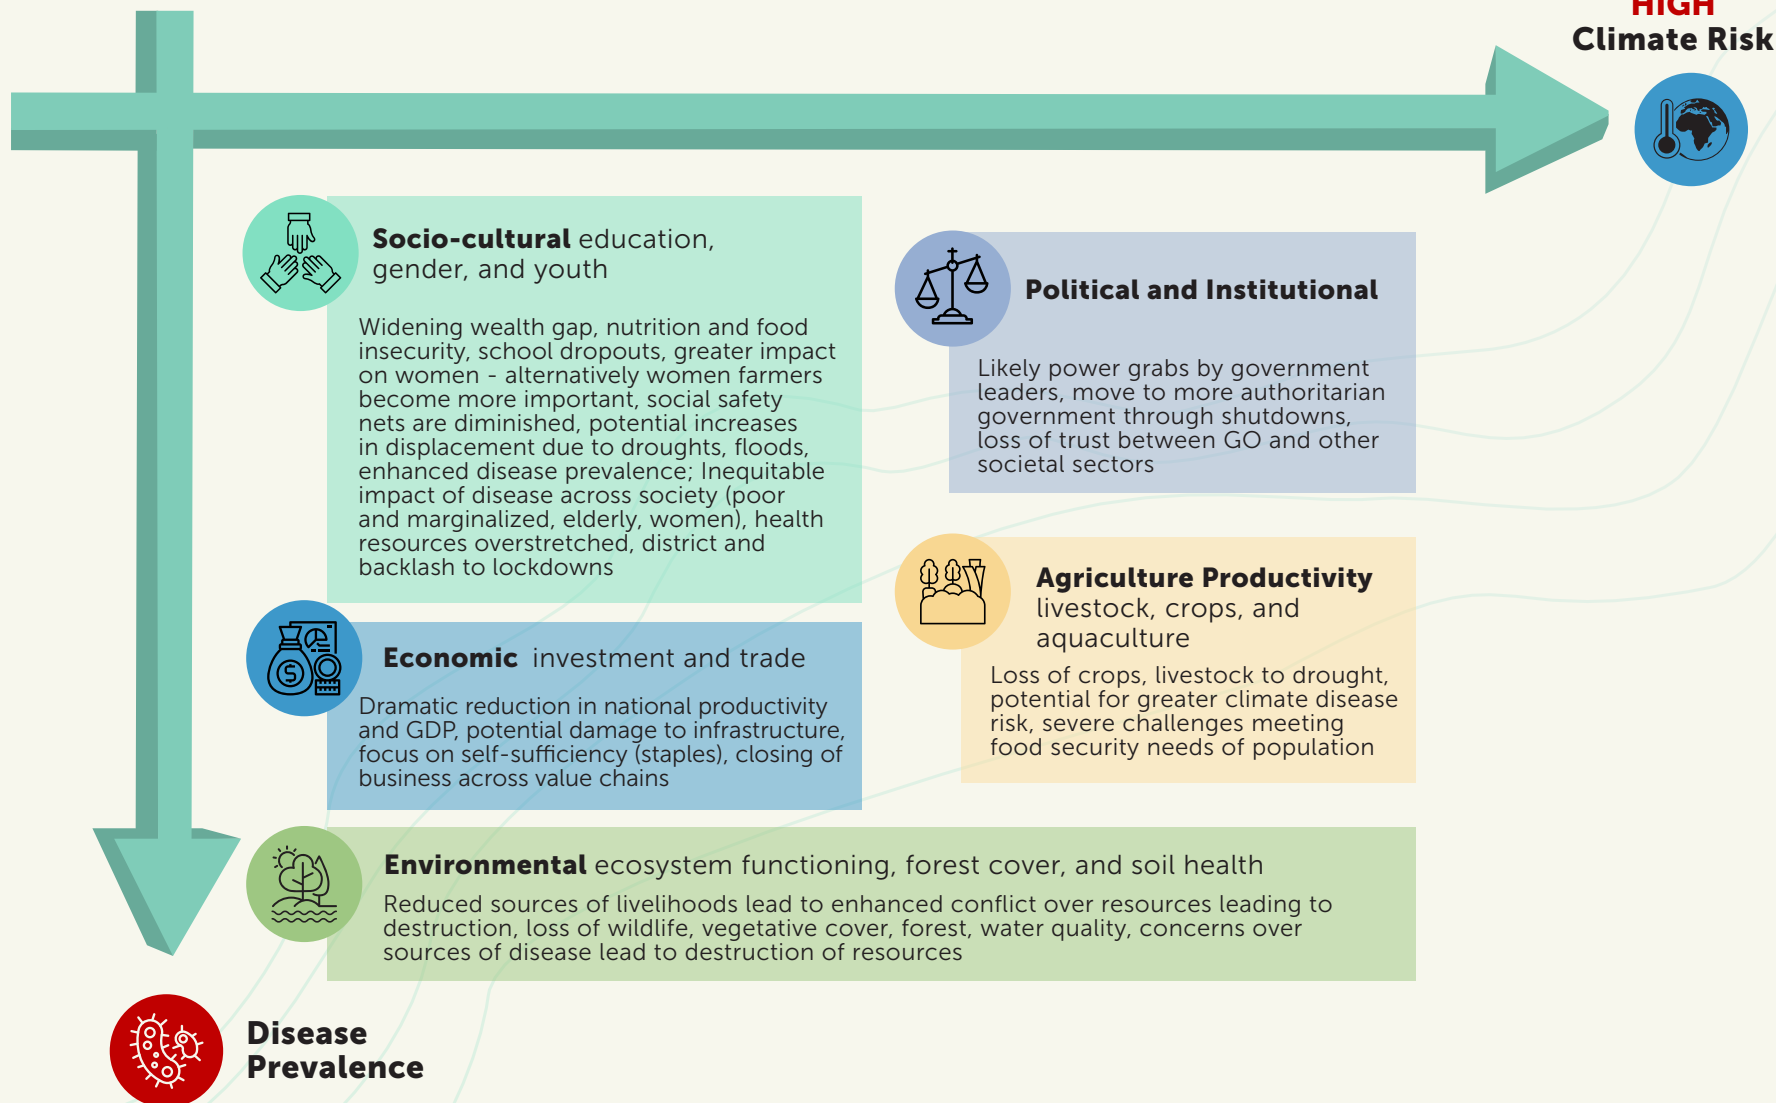 HIGH
Climate Risk
Socio-cultural education,
gender, and youth
Widening wealth gap, nutrition and food
insecurity, school dropouts, greater impact
on women - alternatively women farmers
become more important, social safety
nets are diminished, potential increases
in displacement due to droughts, floods,
enhanced disease prevalence; Inequitable
impact of disease across society (poor
and marginalized, elderly, women), health
resources overstretched, district and
backlash to lockdowns
Political and Institutional
Likely power grabs by government
leaders, move to more authoritarian
government through shutdowns,
loss of trust between GO and other
societal sectors
Economic investment and trade
Dramatic reduction in national productivity
and GDP, potential damage to infrastructure,
focus on self-sufficiency (staples), closing of
business across value chains
Agriculture Productivity
livestock, crops, and
aquaculture
Loss of crops, livestock to drought,
potential for greater climate disease
risk, severe challenges meeting
food security needs of population
Environmental ecosystem functioning, forest cover, and soil health
Reduced sources of livelihoods lead to enhanced conflict over resources leading to
destruction, loss of wildlife, vegetative cover, forest, water quality, concerns over
sources of disease lead to destruction of resources
Disease
Prevalence